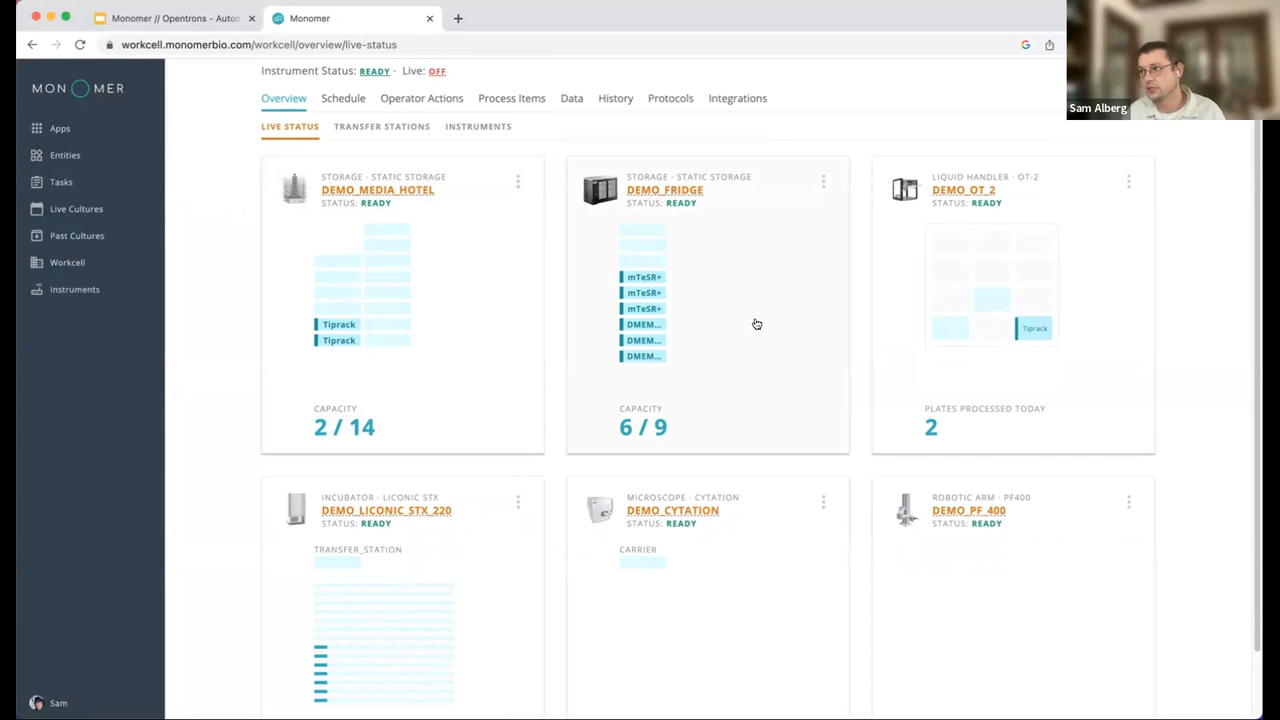 Monomer // Opentrons - Auto
Monomer
workcell.monomerbio.com/workcell/overview/live-status
Sam Alberg
MONOMER
Instrument Status: READY · Live: OFF
Overview Schedule Operator Actions Process Items Data History Protocols Integrations
LIVE STATUS TRANSFER STATIONS INSTRUMENTS
Apps
Entities
Tasks
Live Cultures
Past Cultures
Workcell
Instruments
Sam
STORAGE · STATIC STORAGE
DEMO_MEDIA_HOTEL
STATUS: READY
Tiprack
Tiprack
CAPACITY
2 / 14
STORAGE · STATIC STORAGE
DEMO_FRIDGE
STATUS: READY
mTeSR+
mTeSR+
mTeSR+
DMEM...
DMEM...
DMEM...
CAPACITY
6 / 9
LIQUID HANDLER · OT-2
DEMO_OT_2
STATUS: READY
Tiprack
PLATES PROCESSED TODAY
2
INCUBATOR · LICONIC STX
DEMO_LICONIC_STX_220
STATUS: READY
TRANSFER_STATION
MICROSCOPE · CYTATION
DEMO_CYTATION
STATUS: READY
CARRIER
ROBOTIC ARM · PF400
DEMO_PF_400
STATUS: READY